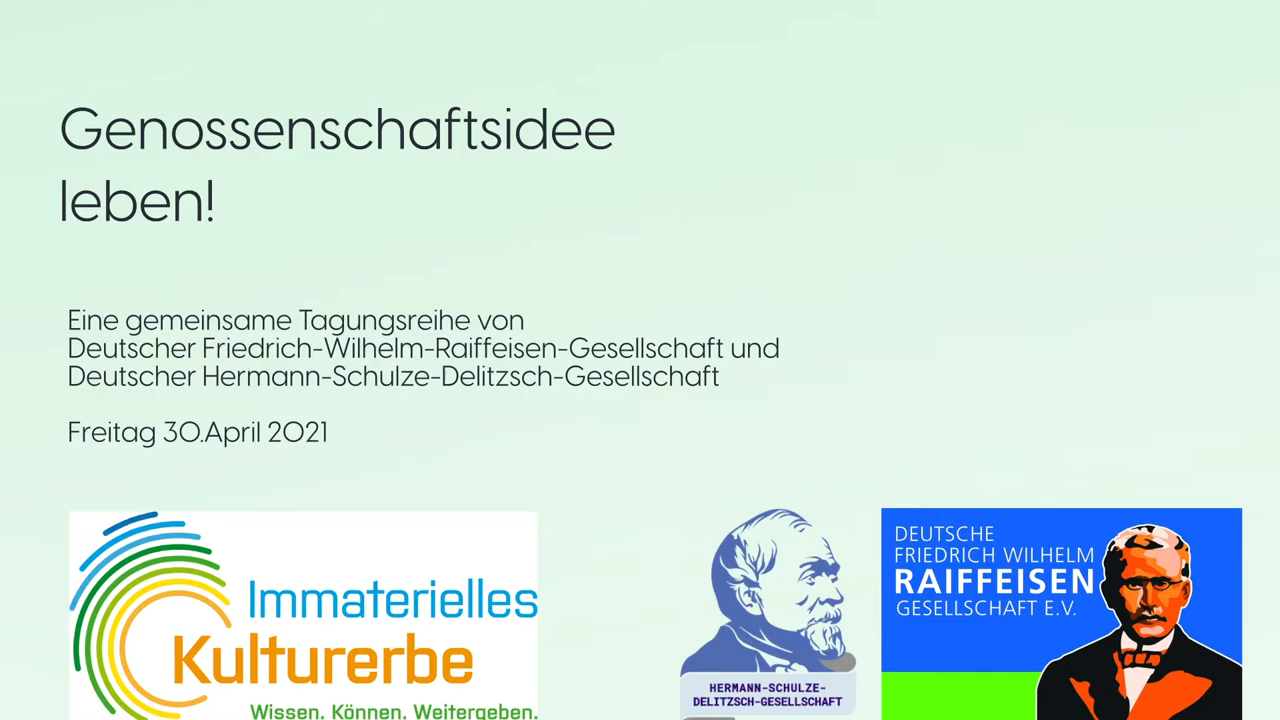 Genossenschaftsidee
leben!
Eine gemeinsame Tagungsreihe von
Deutscher Friedrich-Wilhelm-Raiffeisen-Gesellschaft und
Deutscher Hermann-Schulze-Delitzsch-Gesellschaft
Freitag 30.April 2021
Immaterielles
Kulturerbe
Wissen. Können. Weitergeben.
HERMANN-SCHULZE-
DELITZSCH-GESELLSCHAFT
DEUTSCHE
FRIEDRICH WILHELM
RAIFFEISEN
GESELLSCHAFT E.V.